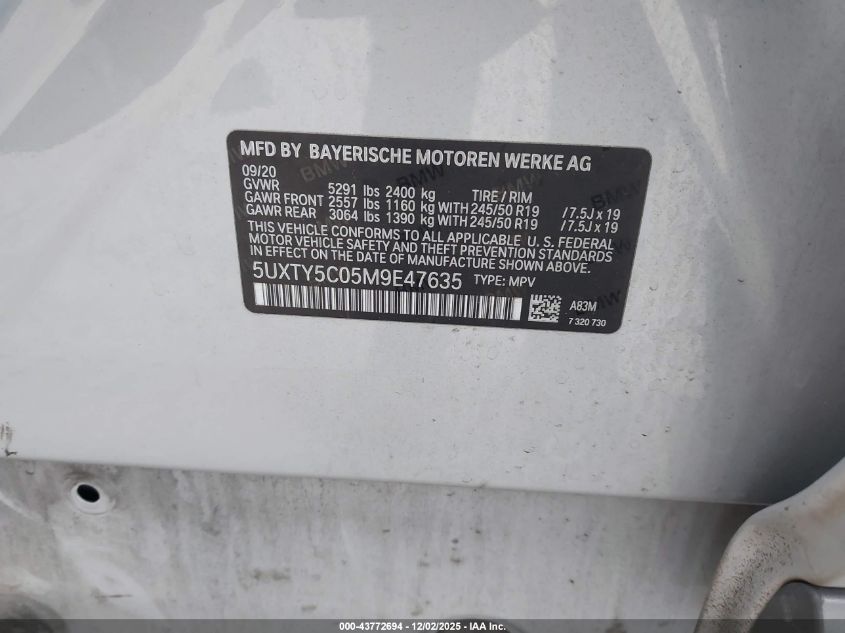 MFD BY BAYERISCHE MOTOREN WERKE AG
09/20
GVWR 5291 lbs 2400 kg TIRE / RIM
GAWR FRONT 2557 lbs 1160 kg WITH 245/50 R19 /7.5J x 19
GAWR REAR 3064 lbs 1390 kg WITH 245/50 R19 /7.5J x 19
THIS VEHICLE CONFORMS TO ALL APPLICABLE U.S. FEDERAL
MOTOR VEHICLE SAFETY AND THEFT PREVENTION STANDARDS
IN EFFECT ON THE DATE OF MANUFACTURE SHOWN ABOVE.
5UXTY5C05M9E47635 TYPE: MPV
A83M
7 320 730
000-43772694 - 12/02/2025 - IAA Inc.